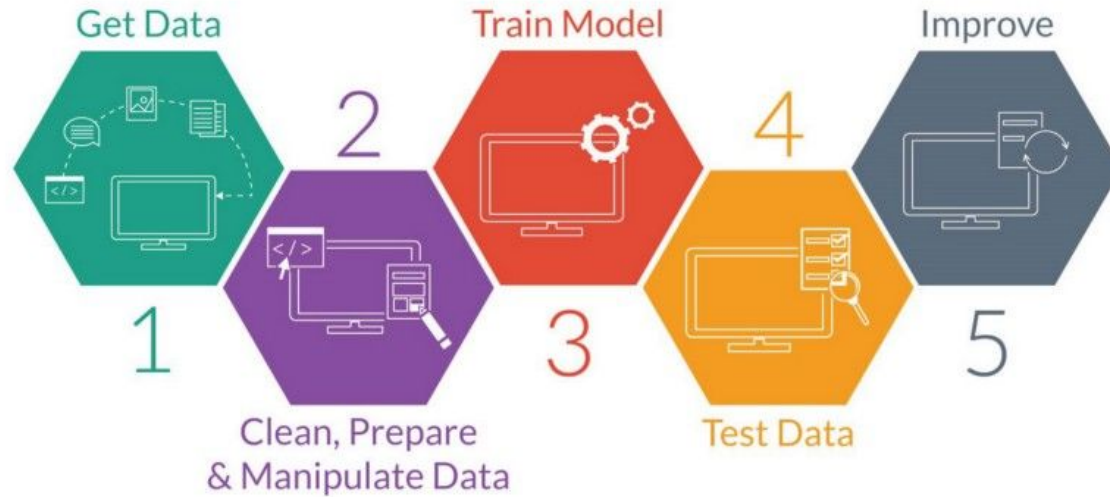 Get Data
Train Model
Improve
2
4
</>
</>
1
3
5
Clean, Prepare
& Manipulate Data
Test Data